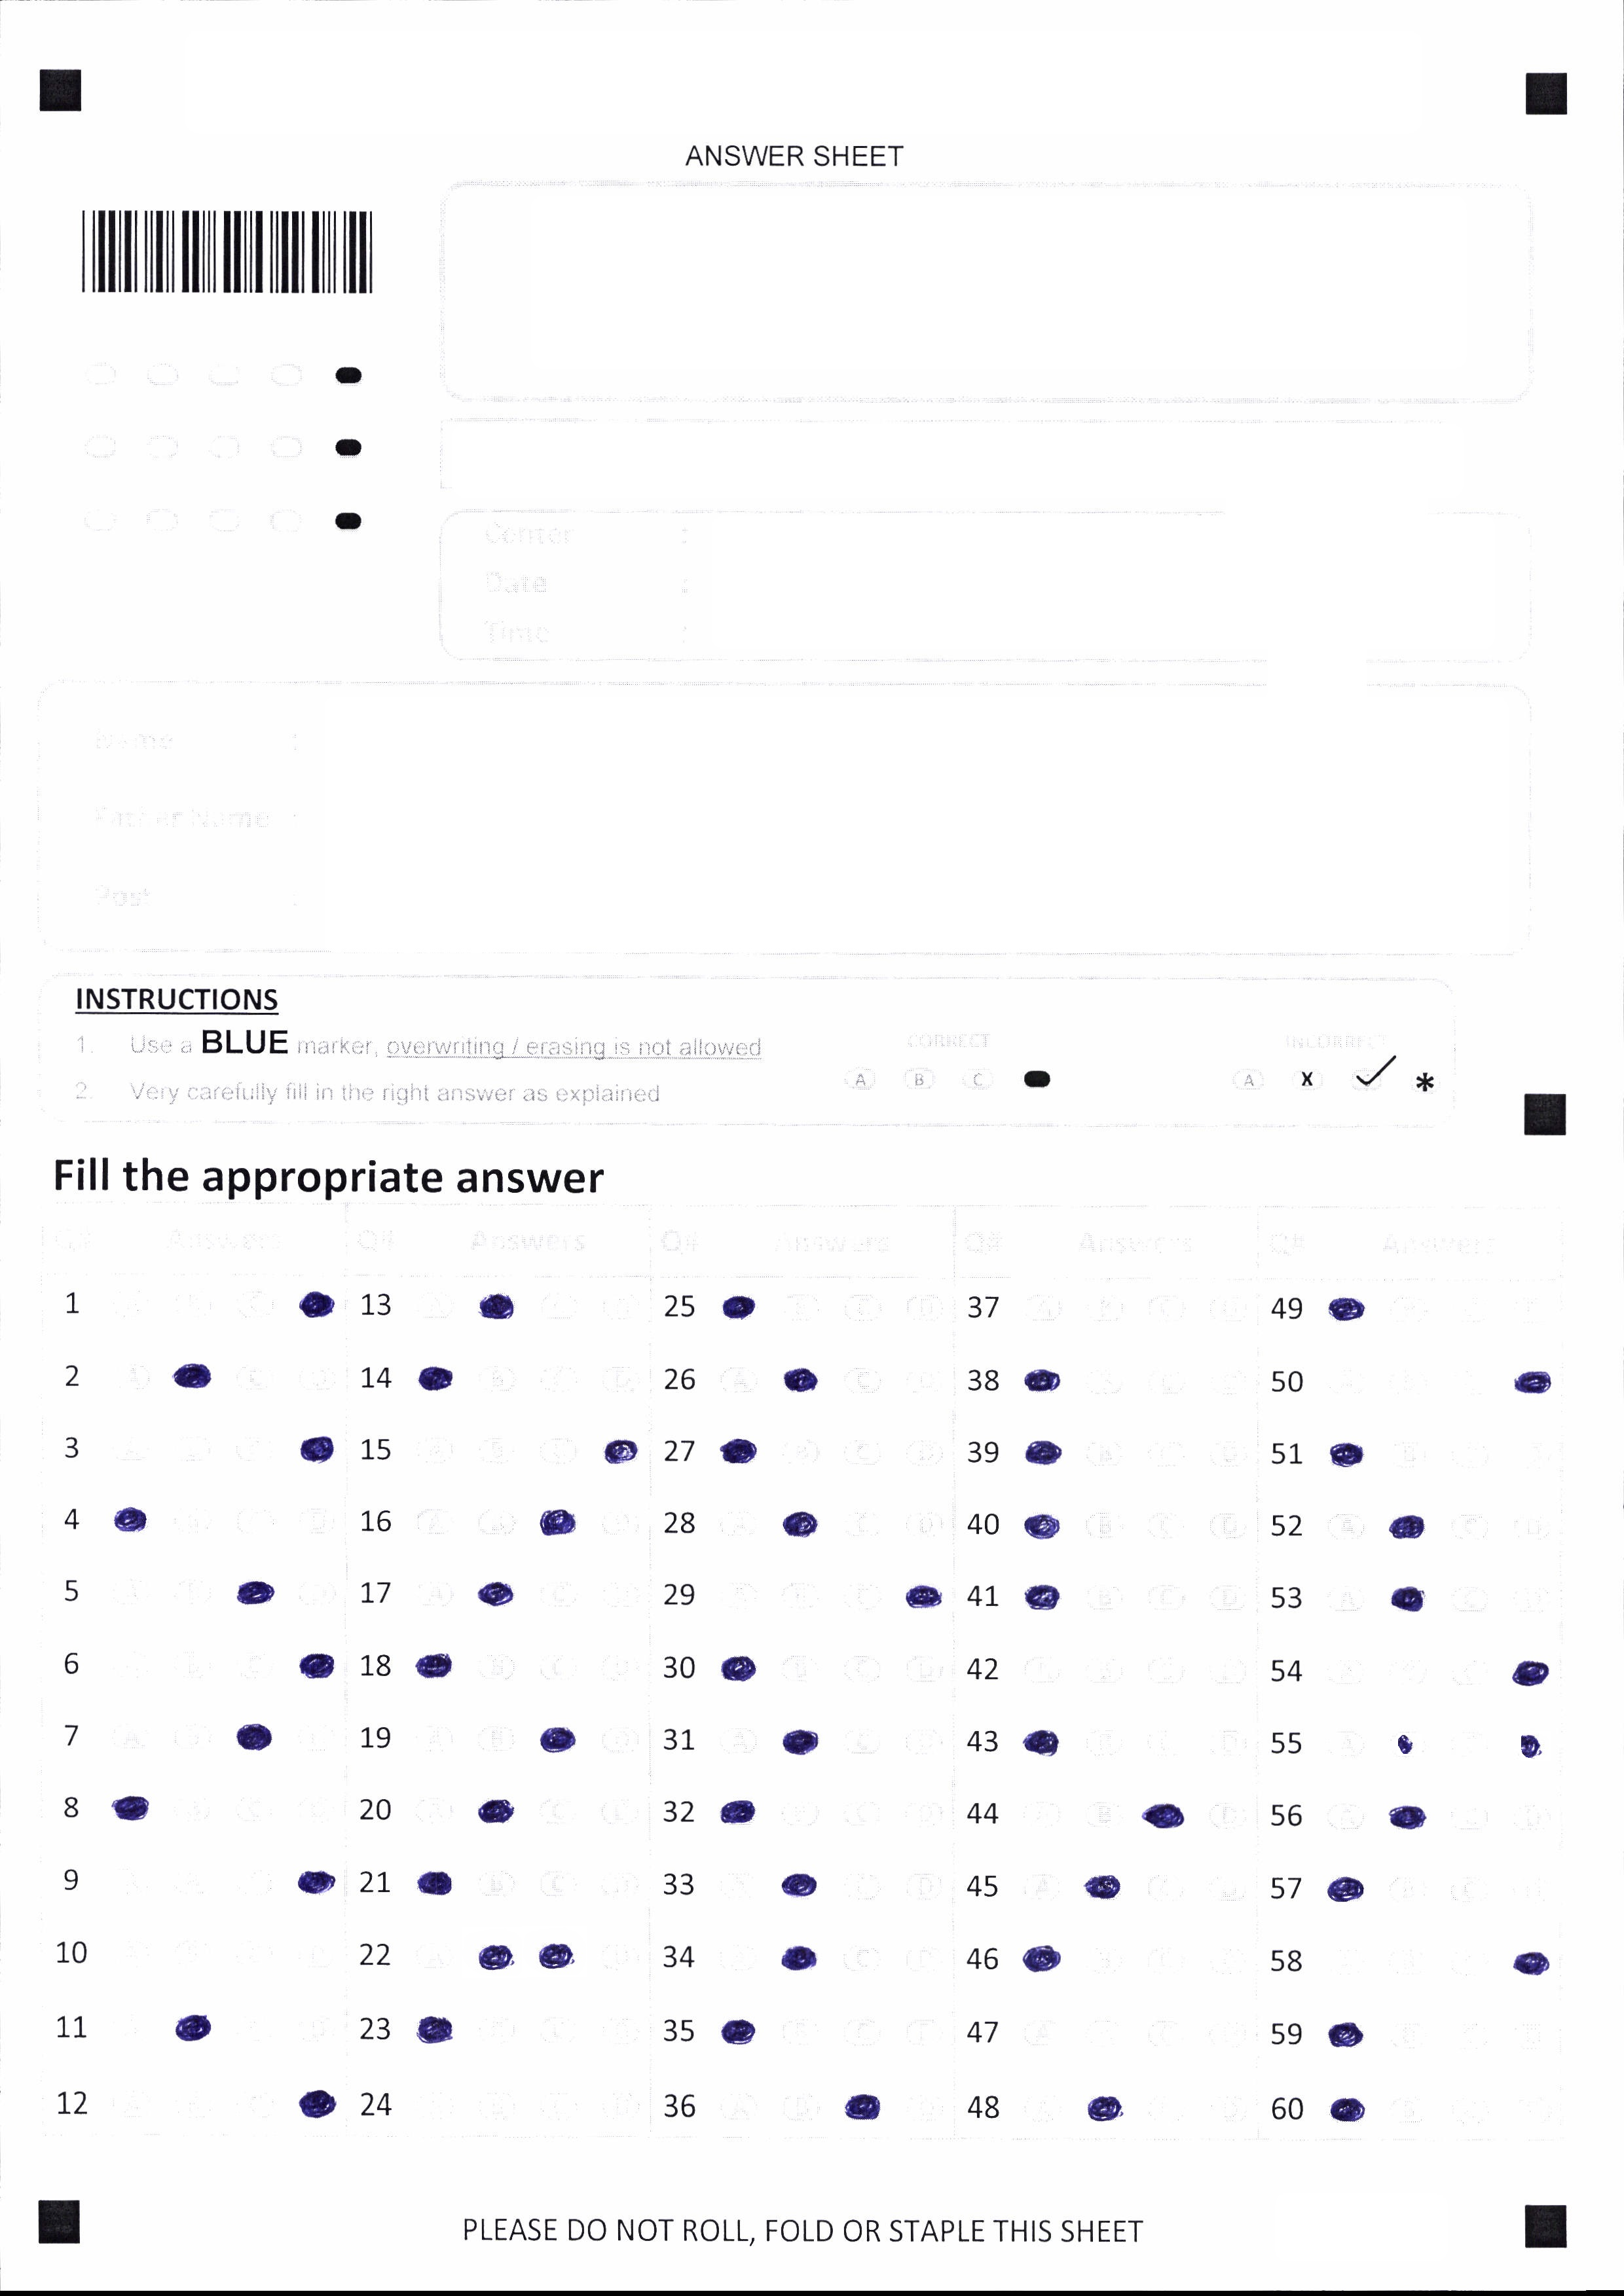 ANSWER SHEET
Center :
Date :
Time :
Name :
Father Name :
Post :
INSTRUCTIONS
1. Use a BLUE marker, overwriting / erasing is not allowed
2. Very carefully fill in the right answer as explained
CORRECT
INCORRECT
A B C
A X
Fill the appropriate answer
Q# Answers Q# Answers Q# Answers Q# Answers Q# Answers
1 13 25 37 49
2 14 26 38 50
3 15 27 39 51
4 16 28 40 52
5 17 29 41 53
6 18 30 42 54
7 19 31 43 55
8 20 32 44 56
9 21 33 45 57
10 22 34 46 58
11 23 35 47 59
12 24 36 48 60
PLEASE DO NOT ROLL, FOLD OR STAPLE THIS SHEET